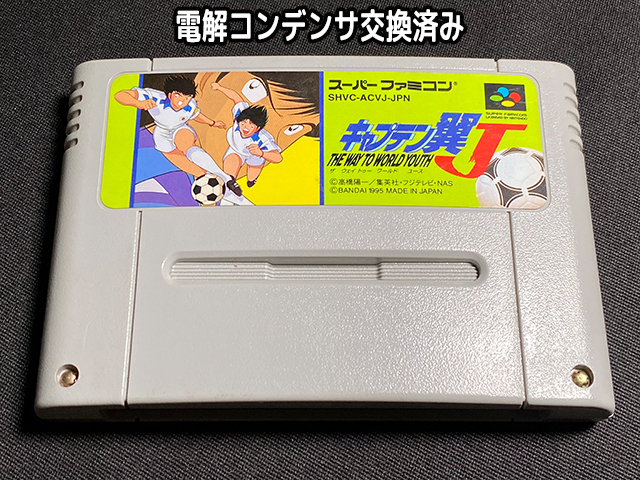 電解コンデンサ交換済み
スーパーファミコン®
SHVC-ACVJ-JPN
SUPER FAMICOM
キャプテン翼J
THE WAY TO WORLD YOUTH
ザ ウェイ トゥー ワールド ユース
©高橋陽一/集英社・フジテレビ・NAS
©BANDAI 1995 MADE IN JAPAN